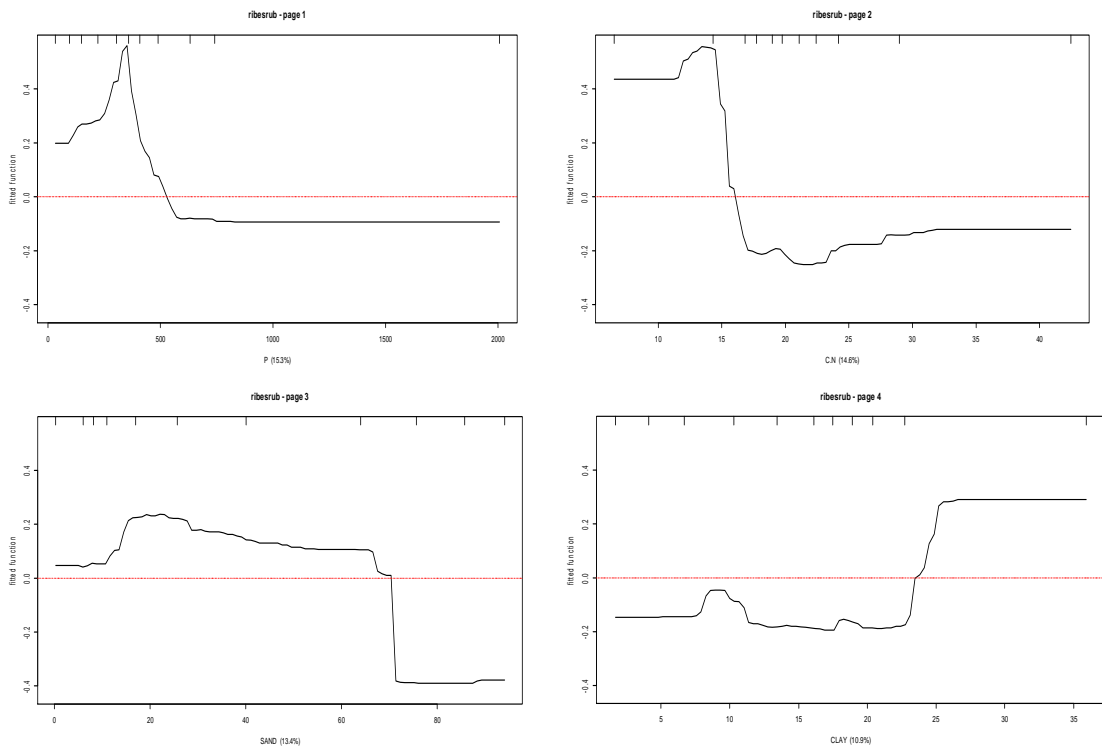 ribesrub - page 1
fitted function
-0.4 -0.2 0.0 0.2 0.4
0 500 1000 1500 2000
P (15.3%)
ribesrub - page 2
fitted function
-0.4 -0.2 0.0 0.2 0.4
10 15 20 25 30 35 40
C.N (14.6%)
ribesrub - page 3
fitted function
-0.4 -0.2 0.0 0.2 0.4
0 20 40 60 80
SAND (13.4%)
ribesrub - page 4
fitted function
-0.4 -0.2 0.0 0.2 0.4
5 10 15 20 25 30 35
CLAY (10.9%)